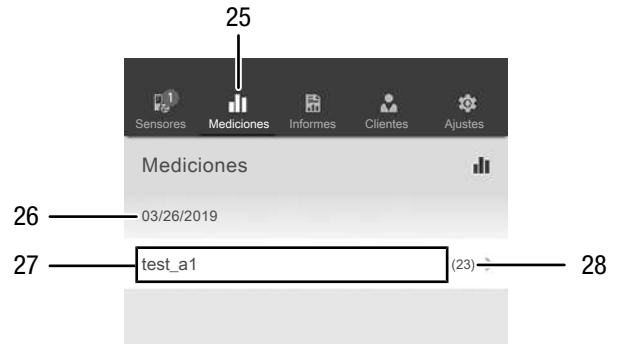 25
1
Sensores Mediciones Informes Clientes Ajustes
Mediciones
26 03/26/2019
27 test_a1 (23) 28